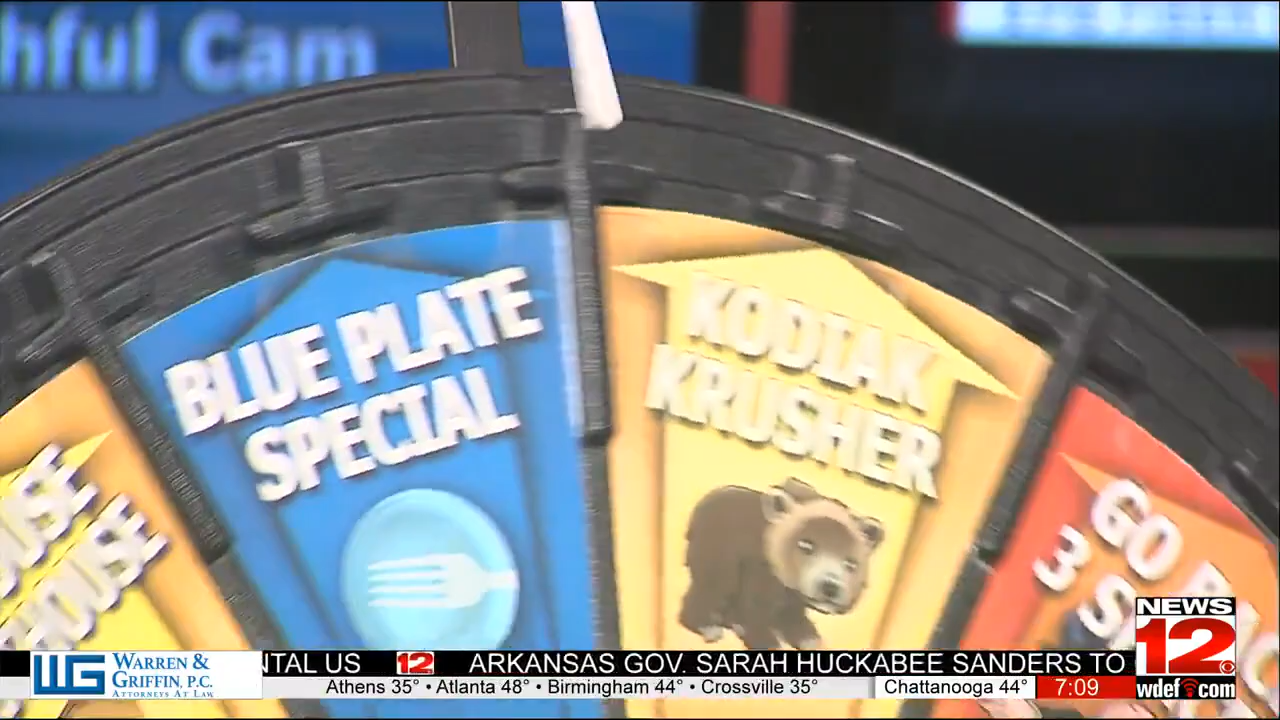 hful Cam
BLUE PLATE
SPECIAL
KODIAK
KRUSHER
USE
HOUSE
GO
3
NEWS
12
wdef.com
WG WARREN &
GRIFFIN, P.C.
ATTORNEYS AT LAW
NTAL US 12 ARKANSAS GOV. SARAH HUCKABEE SANDERS TO
Athens 35° • Atlanta 48° • Birmingham 44° • Crossville 35° Chattanooga 44° 7:09